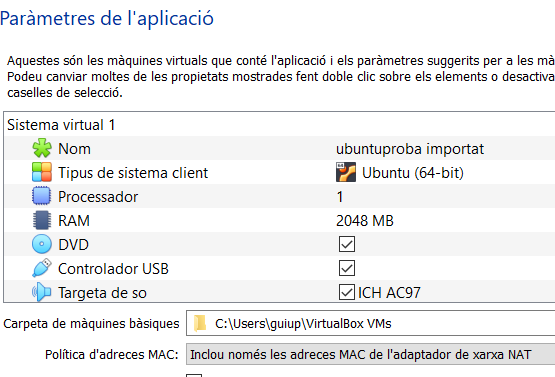 Paràmetres de l'aplicació
Aquestes són les màquines virtuals que conté l'aplicació i els paràmetres suggerits per a les mà
Podeu canviar moltes de les propietats mostrades fent doble clic sobre els elements o desactiva
caselles de selecció.
Sistema virtual 1
Nom ubuntuproba importat
Tipus de sistema client Ubuntu (64-bit)
Processador 1
RAM 2048 MB
DVD
Controlador USB
Targeta de so ICH AC97
Carpeta de màquines bàsiques C:\Users\guiup\VirtualBox VMs
Política d'adreces MAC: Inclou només les adreces MAC de l'adaptador de xarxa NAT